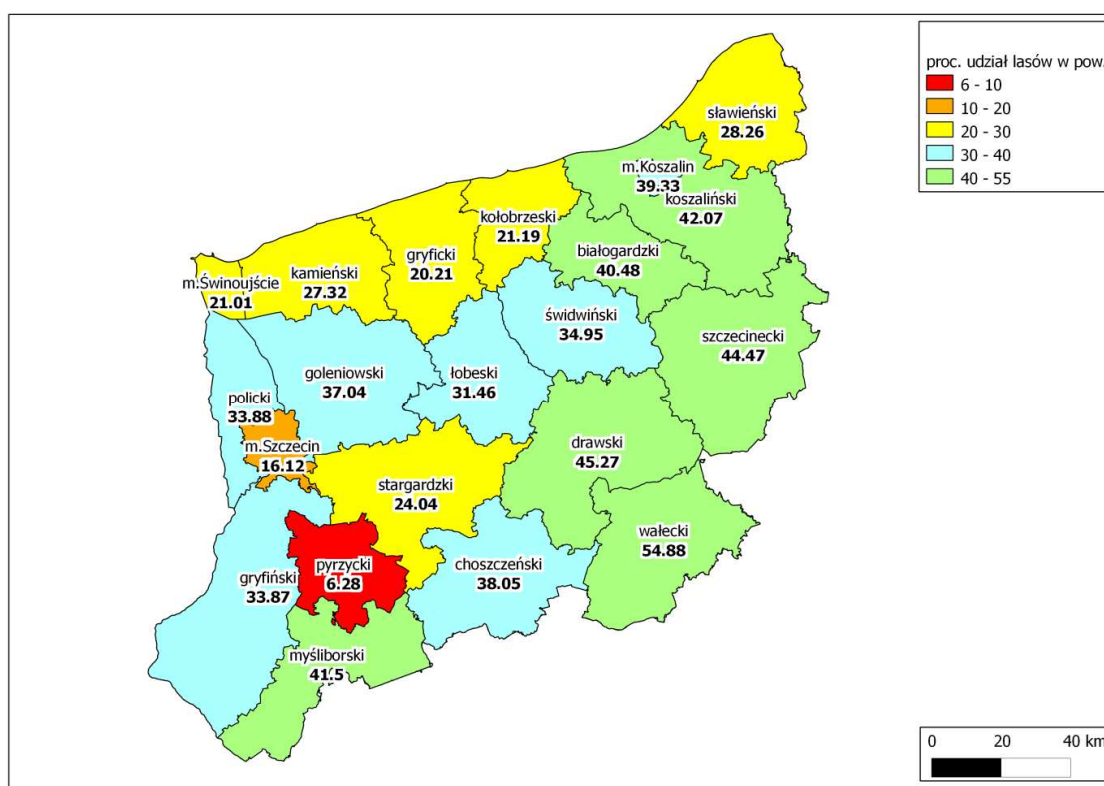 proc. udział lasów w pow.
6 - 10
10 - 20
20 - 30
30 - 40
40 - 55
sławieński
28.26
m.Koszalin
39.33
koszaliński
42.07
kołobrzeski
21.19
białogardzki
40.48
gryficki
20.21
kamieński
27.32
m.Świnoujście
21.01
świdwiński
34.95
szczecinecki
44.47
goleniowski
37.04
łobeski
31.46
policki
33.88
m.Szczecin
16.12
drawski
45.27
stargardzki
24.04
wałecki
54.88
choszczeński
38.05
pyrzycki
6.28
gryfiński
33.87
myśliborski
41.5
0 20 40 km